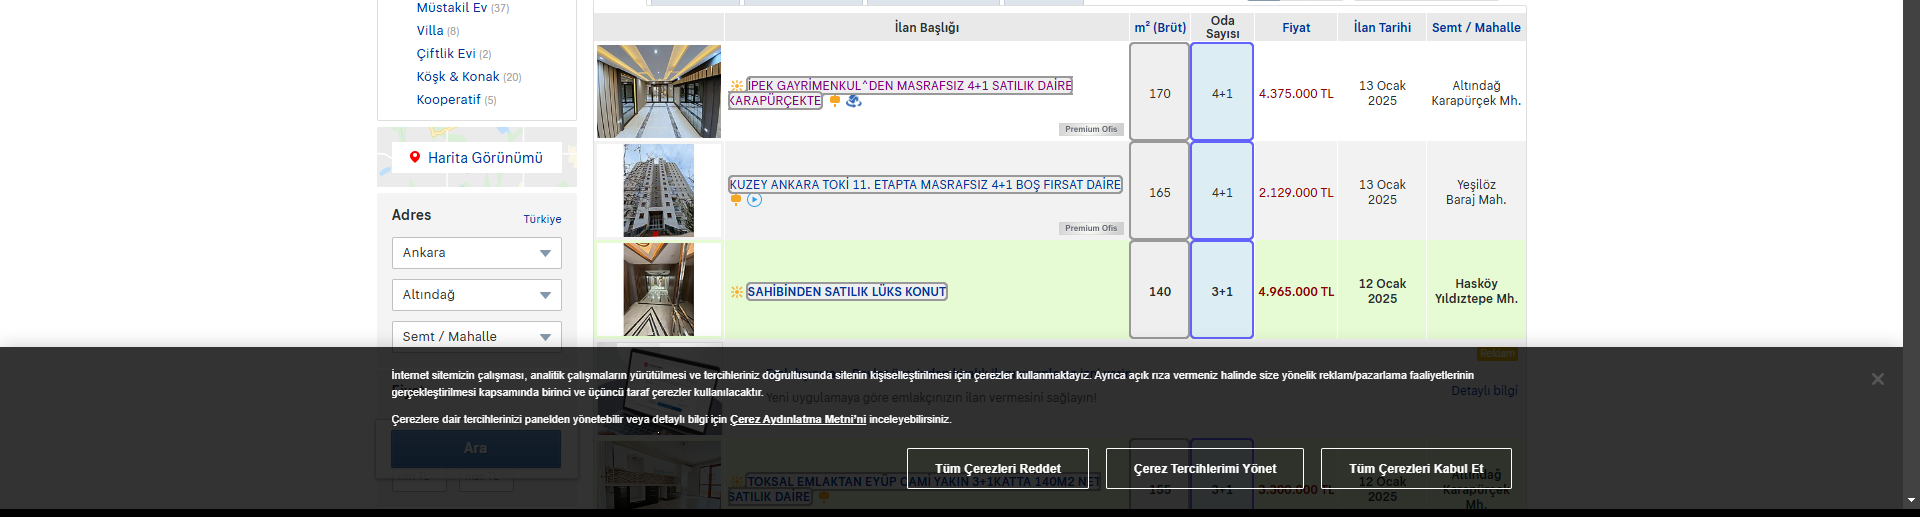 Müstakil Ev (37)
Villa (8)
Çiftlik Evi (2)
Köşk & Konak (20)
Kooperatif (5)
Harita Görünümü
Adres
Türkiye
Ankara
Altındağ
Semt / Mahalle
İlan Başlığı
m² (Brüt)
Oda
Sayısı
Fiyat
İlan Tarihi
Semt / Mahalle
İPEK GAYRİMENKUL^DEN MASRAFSIZ 4+1 SATILIK DAİRE
KARAPÜRÇEKTE
Premium Ofis
170
4+1
4.375.000 TL
13 Ocak
2025
Altındağ
Karapürçek Mh.
KUZEY ANKARA TOKİ 11. ETAPTA MASRAFSIZ 4+1 BOŞ FIRSAT DAİRE
Premium Ofis
165
4+1
2.129.000 TL
13 Ocak
2025
Yeşilöz
Baraj Mah.
SAHİBİNDEN SATILIK LÜKS KONUT
140
3+1
4.965.000 TL
12 Ocak
2025
Hasköy
Yıldıztepe Mh.
Reklam
Yeni uygulamaya göre emlakçınızın ilan vermesini sağlayın!
Detaylı bilgi
İnternet sitemizin çalışması, analitik çalışmaların yürütülmesi ve tercihleriniz doğrultusunda sitenin kişiselleştirilmesi için çerezler kullanmaktayız. Ayrıca açık rıza vermeniz halinde size yönelik reklam/pazarlama faaliyetlerinin
gerçekleştirilmesi kapsamında birinci ve üçüncü taraf çerezler kullanılacaktır.
Çerezlere dair tercihlerinizi panelden yönetebilir veya detaylı bilgi için Çerez Aydınlatma Metni'ni inceleyebilirsiniz.
Ara
Tüm Çerezleri Reddet
Çerez Tercihlerimi Yönet
Tüm Çerezleri Kabul Et
TOKSAL EMLAKTAN EYÜP CAMİ YAKIN 3+1KATTA 140M2 NET
SATILIK DAİRE
155
3+1
3.300.000 TL
12 Ocak
2025
Altındağ
Karapürçek
Mh.